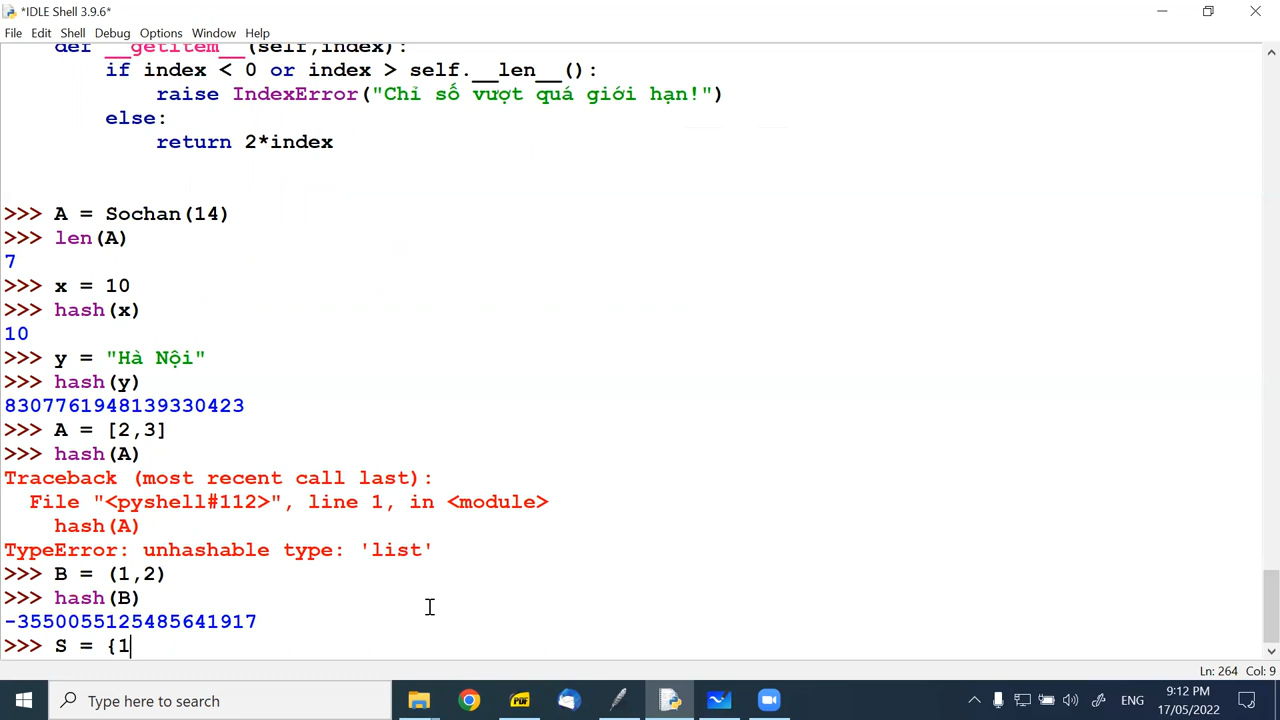 *IDLE Shell 3.9.6*
File Edit Shell Debug Options Window Help
def __getitem__(self,index):
if index < 0 or index > self.__len__():
raise IndexError("Chỉ số vượt quá giới hạn!")
else:
return 2*index
>>> A = Sochan(14)
>>> len(A)
7
>>> x = 10
>>> hash(x)
10
>>> y = "Hà Nội"
>>> hash(y)
8307761948139330423
>>> A = [2,3]
>>> hash(A)
Traceback (most recent call last):
File "<pyshell#112>", line 1, in <module>
hash(A)
TypeError: unhashable type: 'list'
>>> B = (1,2)
>>> hash(B)
-3550055125485641917
>>> S = {1
Ln: 264 Col: 9
Type here to search
PDF
ENG
9:12 PM
17/05/2022